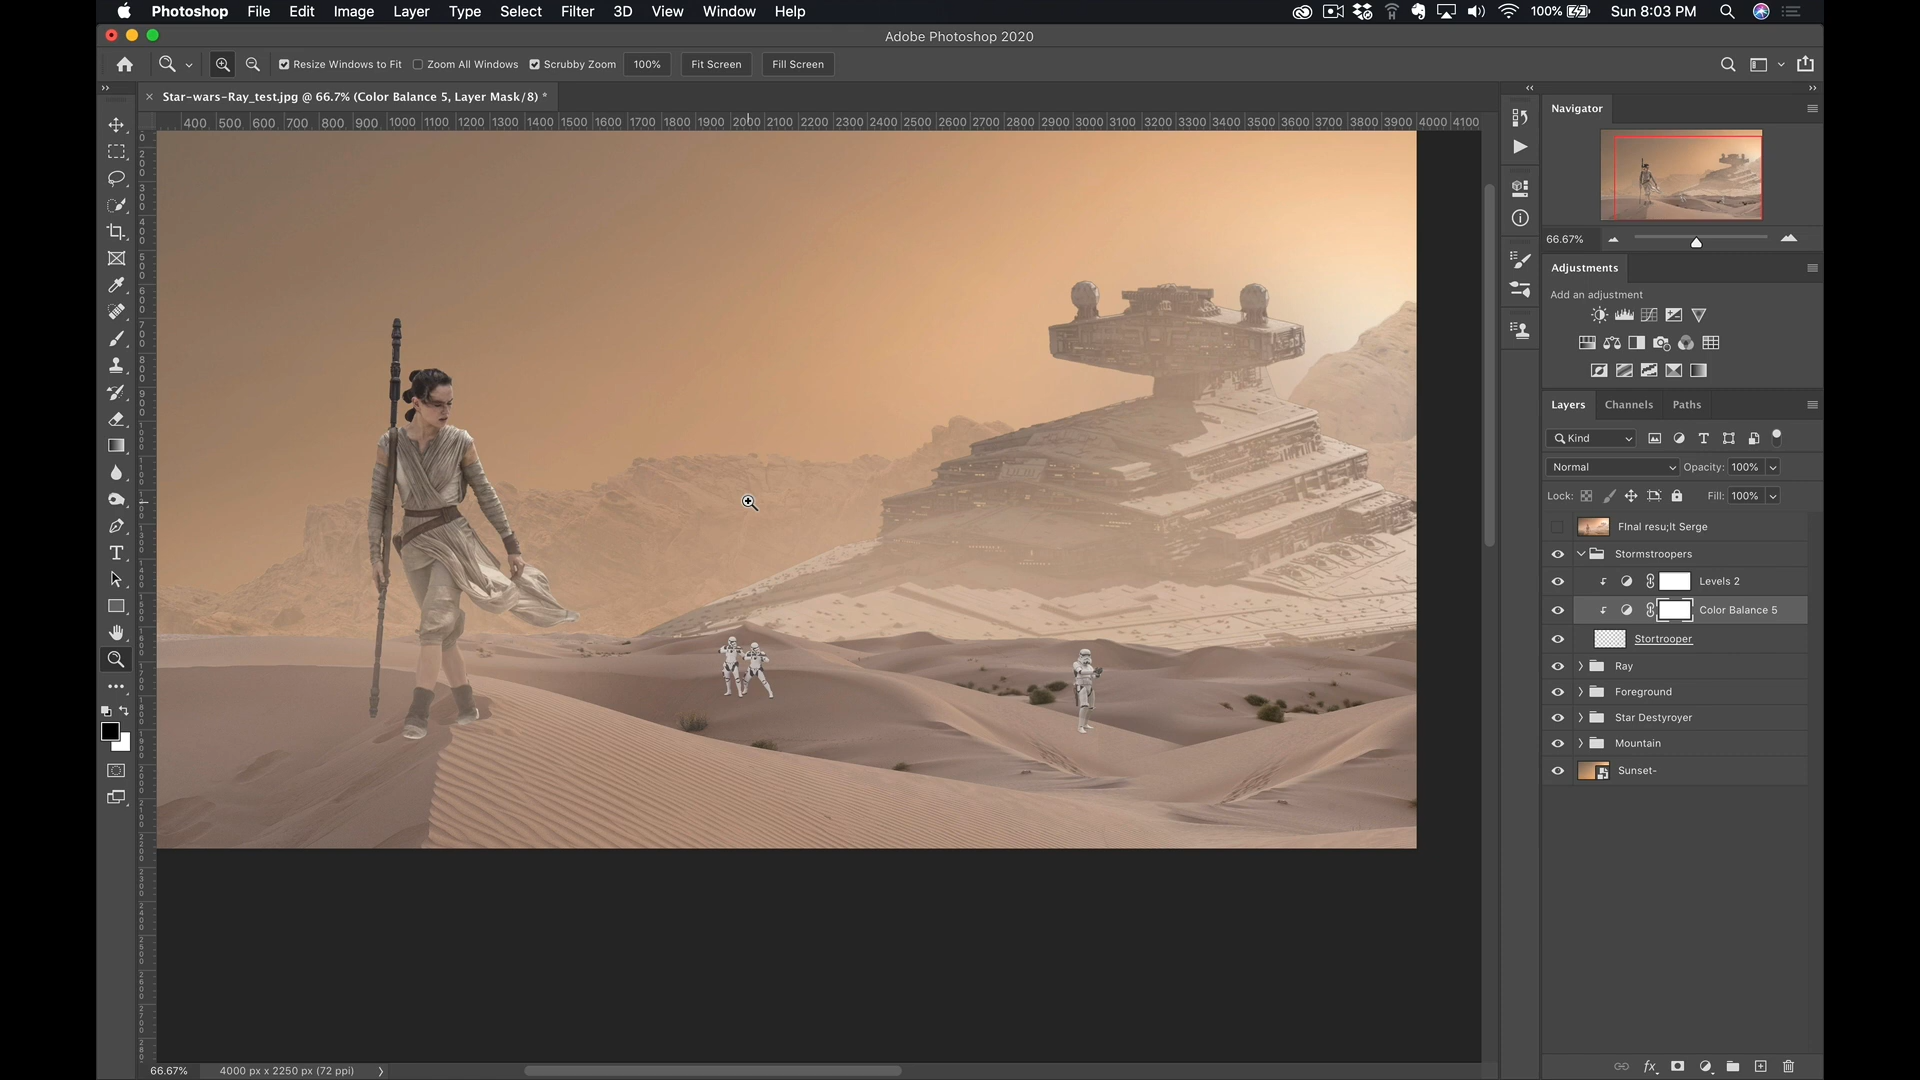 Photoshop File Edit Image Layer Type Select Filter 3D View Window Help 100% Sun 8:03 PM
Adobe Photoshop 2020
Resize Windows to Fit Zoom All Windows Scrubby Zoom 100% Fit Screen Fill Screen
Star-wars-Ray_test.jpg @ 66.7% (Color Balance 5, Layer Mask/8) *
400 500 600 700 800 900 1000 1100 1200 1300 1400 1500 1600 1700 1800 1900 2000 2100 2200 2300 2400 2500 2600 2700 2800 2900 3000 3100 3200 3300 3400 3500 3600 3700 3800 3900 4000 4100
Navigator
66.67%
Adjustments
Add an adjustment
Layers Channels Paths
Kind
Normal Opacity: 100%
Lock: Fill: 100%
FInal resu;lt Serge
Stormstroopers
Levels 2
Color Balance 5
Stortrooper
Ray
Foreground
Star Destyroyer
Mountain
Sunset-
66.67% 4000 px x 2250 px (72 ppi)